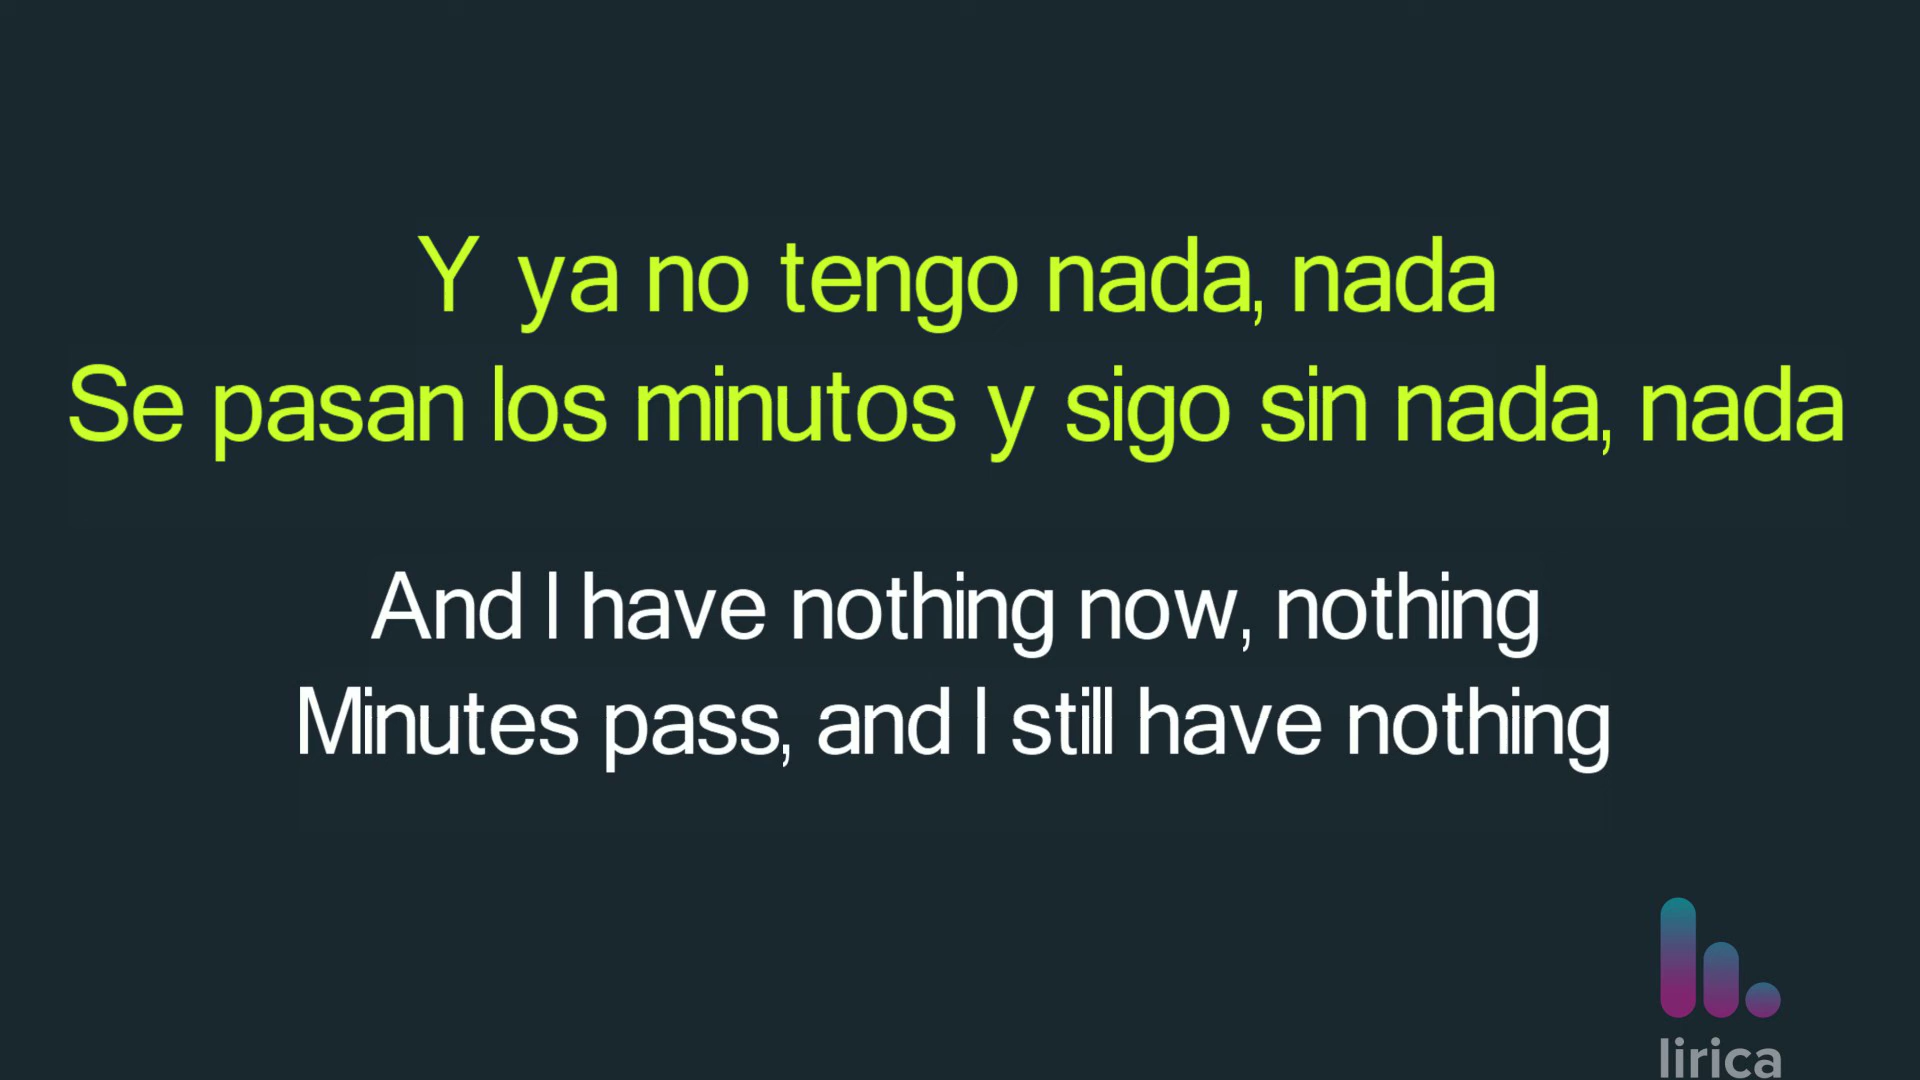 Y ya no tengo nada, nada
Se pasan los minutos y sigo sin nada, nada
And I have nothing now, nothing
Minutes pass, and I still have nothing
lirica